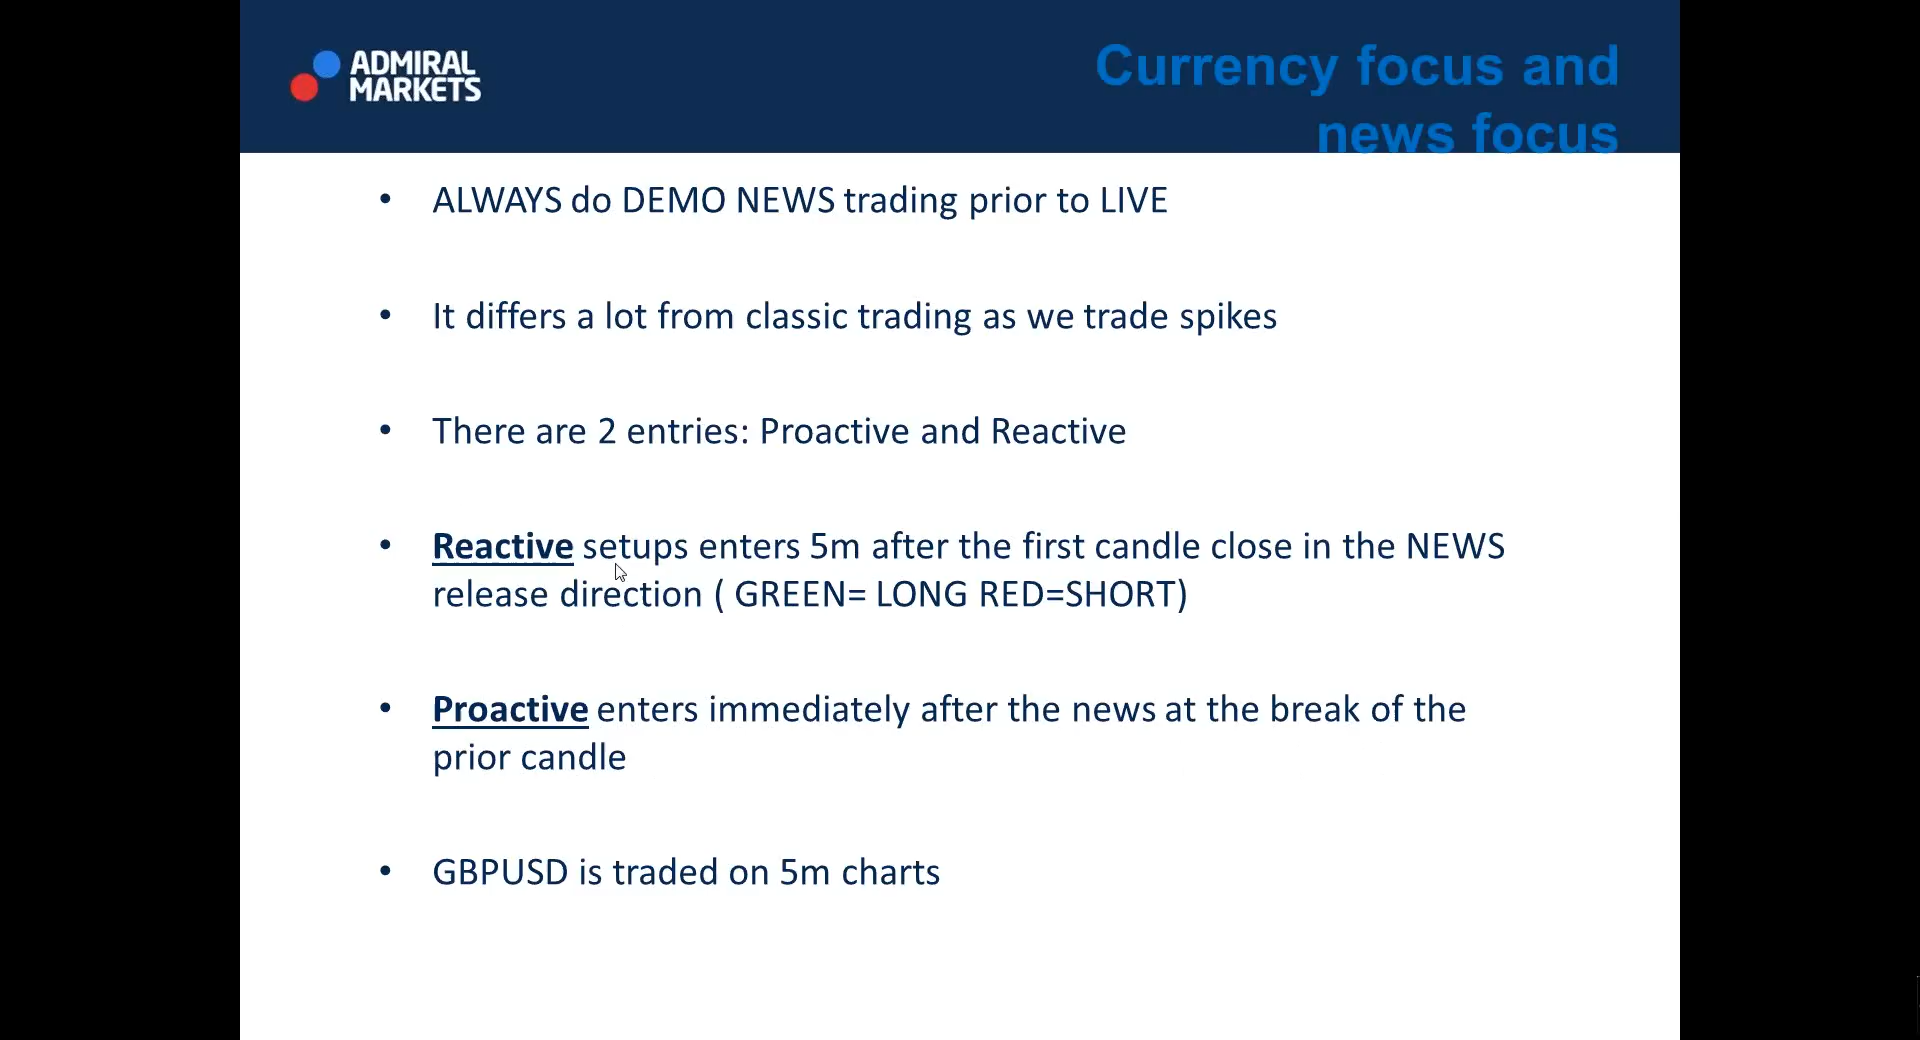 ADMIRAL
MARKETS
Currency focus and
news focus
• ALWAYS do DEMO NEWS trading prior to LIVE
• It differs a lot from classic trading as we trade spikes
• There are 2 entries: Proactive and Reactive
• Reactive setups enters 5m after the first candle close in the NEWS
release direction ( GREEN= LONG RED=SHORT)
• Proactive enters immediately after the news at the break of the
prior candle
• GBPUSD is traded on 5m charts